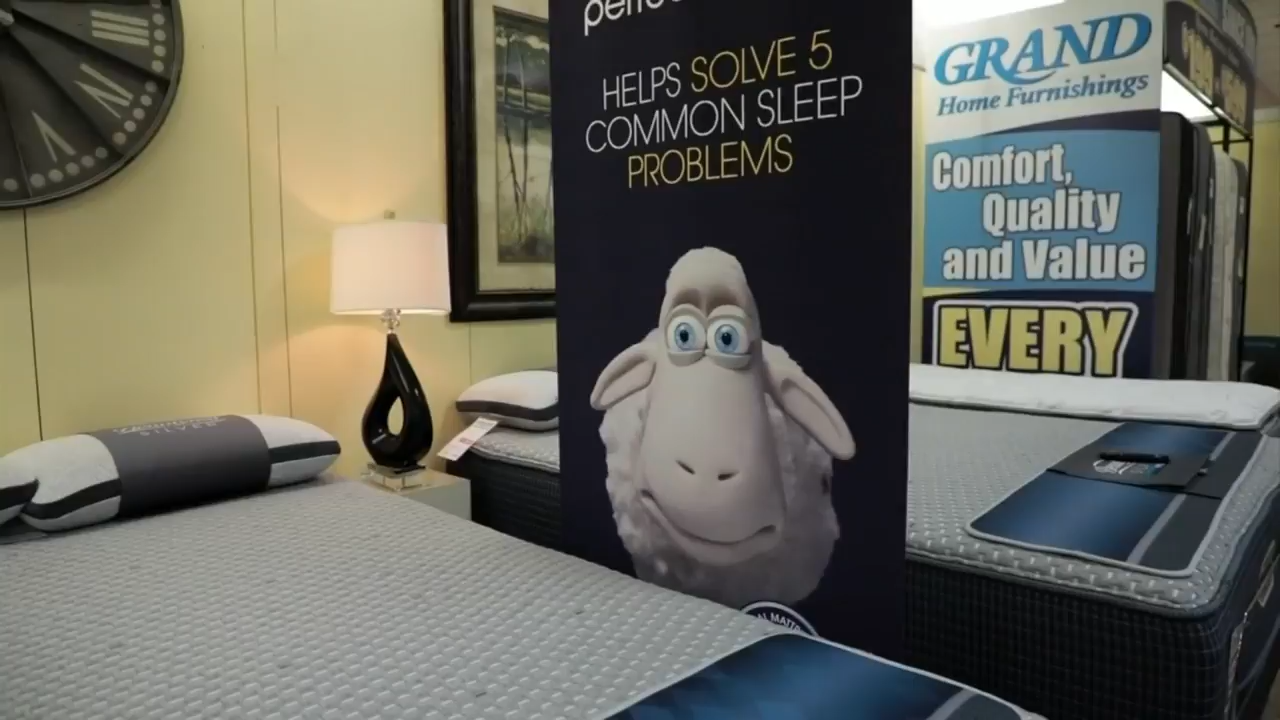 HELPS SOLVE 5
COMMON SLEEP
PROBLEMS
GRAND
Home Furnishings
Comfort,
Quality
and Value
EVERY